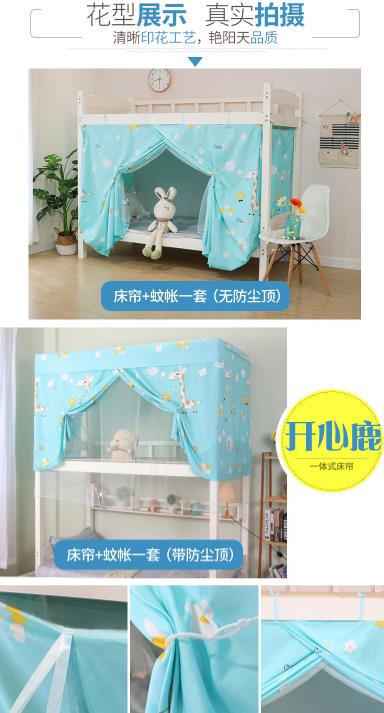 花型展示 真实拍摄
清晰印花工艺，艳阳天品质
床帘+蚊帐一套（无防尘顶）
开心鹿
一体式床帘
床帘+蚊帐一套（带防尘顶）